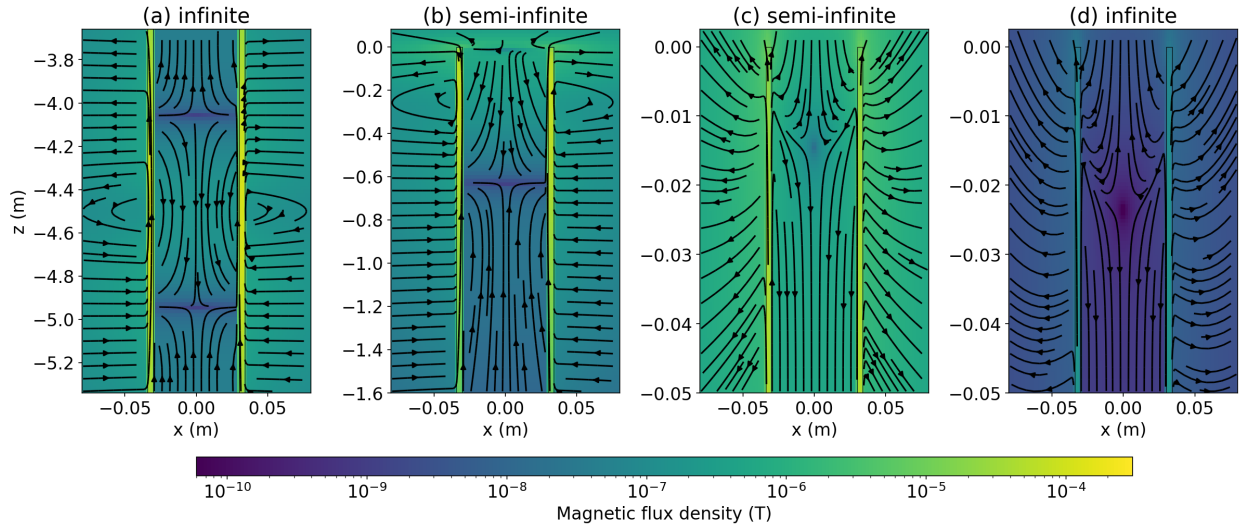 (a) infinite
(b) semi-infinite
(c) semi-infinite
(d) infinite
z (m)
−3.8
−4.0
−4.2
−4.4
−4.6
−4.8
−5.0
−5.2
0.0
−0.2
−0.4
−0.6
−0.8
−1.0
−1.2
−1.4
−1.6
0.00
−0.01
−0.02
−0.03
−0.04
−0.05
0.00
−0.01
−0.02
−0.03
−0.04
−0.05
−0.05 0.00 0.05
−0.05 0.00 0.05
−0.05 0.00 0.05
−0.05 0.00 0.05
x (m)
x (m)
x (m)
x (m)
10⁻¹⁰ 10⁻⁹ 10⁻⁸ 10⁻⁷ 10⁻⁶ 10⁻⁵ 10⁻⁴
Magnetic flux density (T)